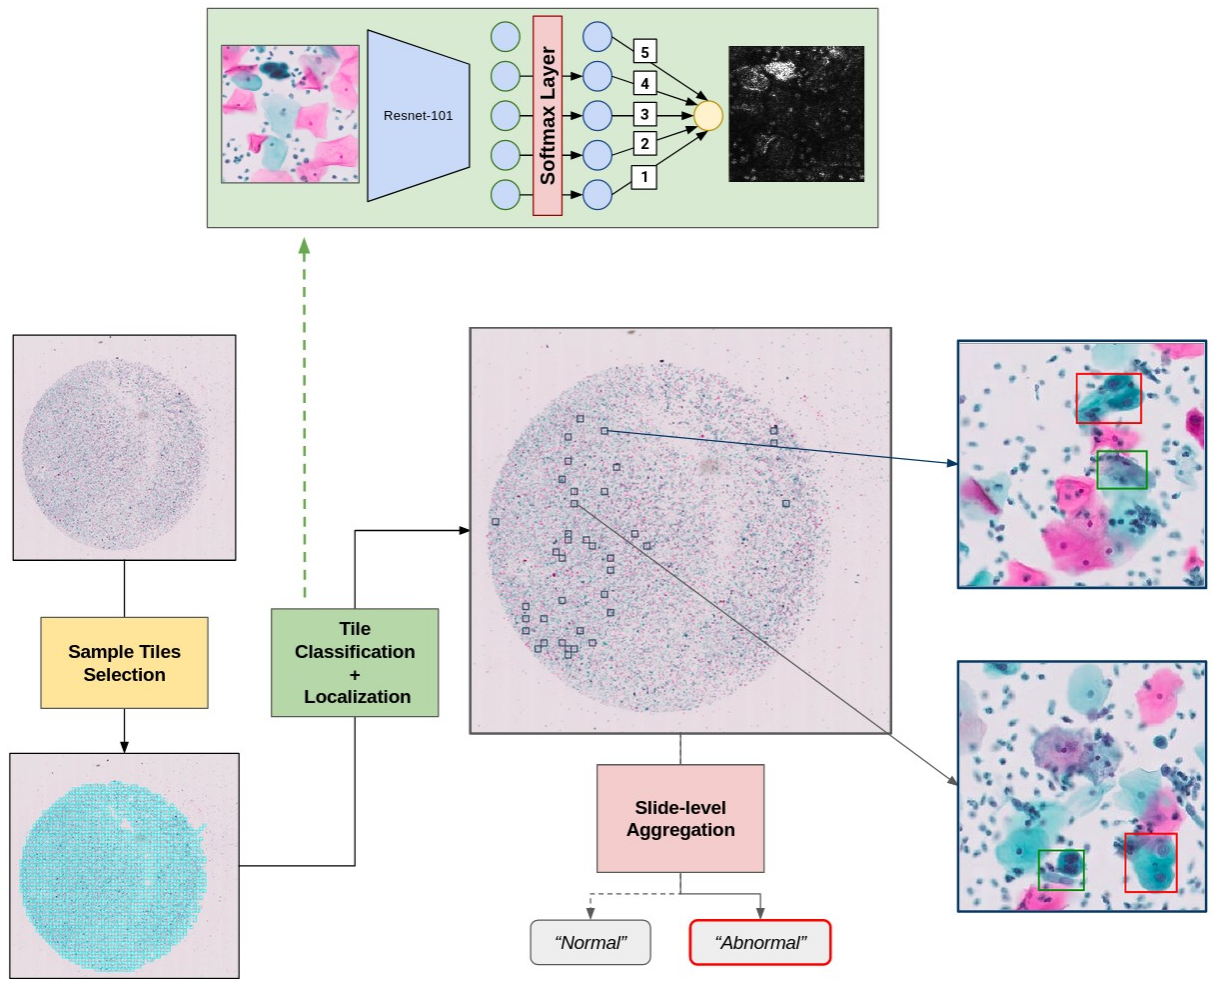 Resnet-101
Softmax Layer
5
4
3
2
1
Sample Tiles
Selection
Tile
Classification
+
Localization
Slide-level
Aggregation
“Normal”
“Abnormal”